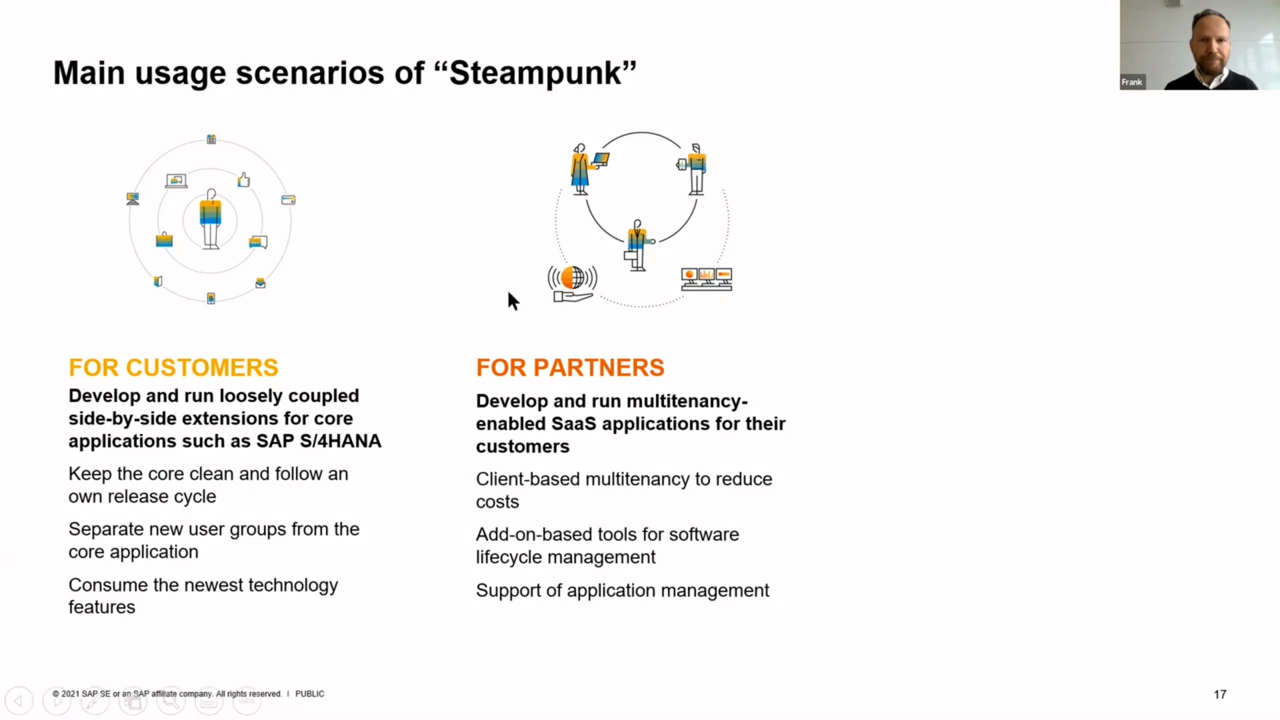 Main usage scenarios of “Steampunk”
Frank
FOR CUSTOMERS
Develop and run loosely coupled
side-by-side extensions for core
applications such as SAP S/4HANA
Keep the core clean and follow an
own release cycle
Separate new user groups from the
core application
Consume the newest technology
features
FOR PARTNERS
Develop and run multitenancy-
enabled SaaS applications for their
customers
Client-based multitenancy to reduce
costs
Add-on-based tools for software
lifecycle management
Support of application management
© 2021 SAP SE or an SAP affiliate company. All rights reserved. I PUBLIC
17